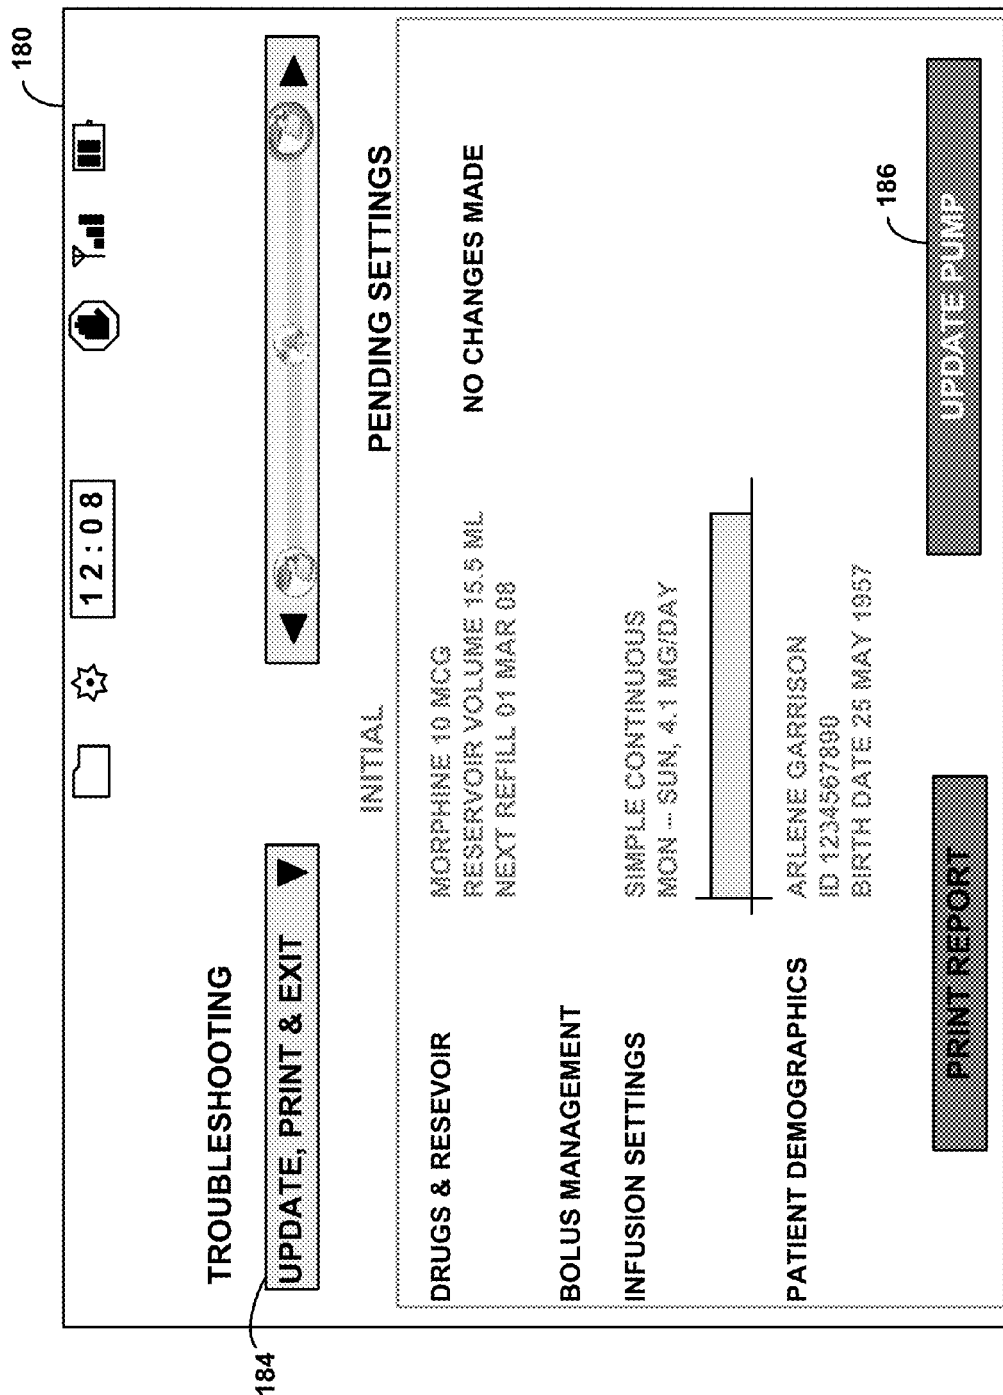 180
12:08
TROUBLESHOOTING
184
UPDATE, PRINT & EXIT
INITIAL
PENDING SETTINGS
DRUGS & RESEVOIR
MORPHINE 10 MCG
RESERVOIR VOLUME 15.5 ML
NEXT REFILL 01 MAR 08
NO CHANGES MADE
BOLUS MANAGEMENT
INFUSION SETTINGS
SIMPLE CONTINUOUS
MON -- SUN, 4.1 MG/DAY
PATIENT DEMOGRAPHICS
ARLENE GARRISON
ID 1234567890
BIRTH DATE 25 MAY 1957
186
PRINT REPORT
UPDATE PUMP